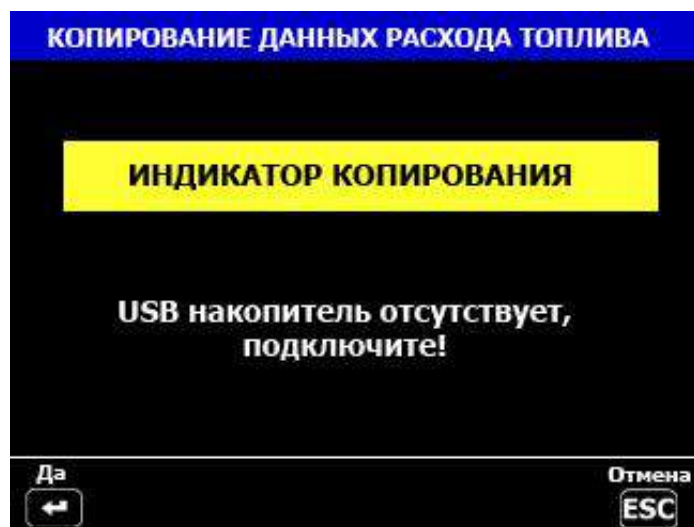 КОПИРОВАНИЕ ДАННЫХ РАСХОДА ТОПЛИВА
ИНДИКАТОР КОПИРОВАНИЯ
USB накопитель отсутствует,
подключите!
Да
Отмена
ESC